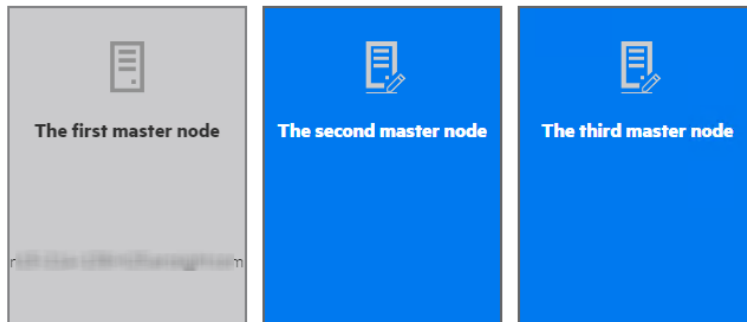 The first master node
The second master node
The third master node